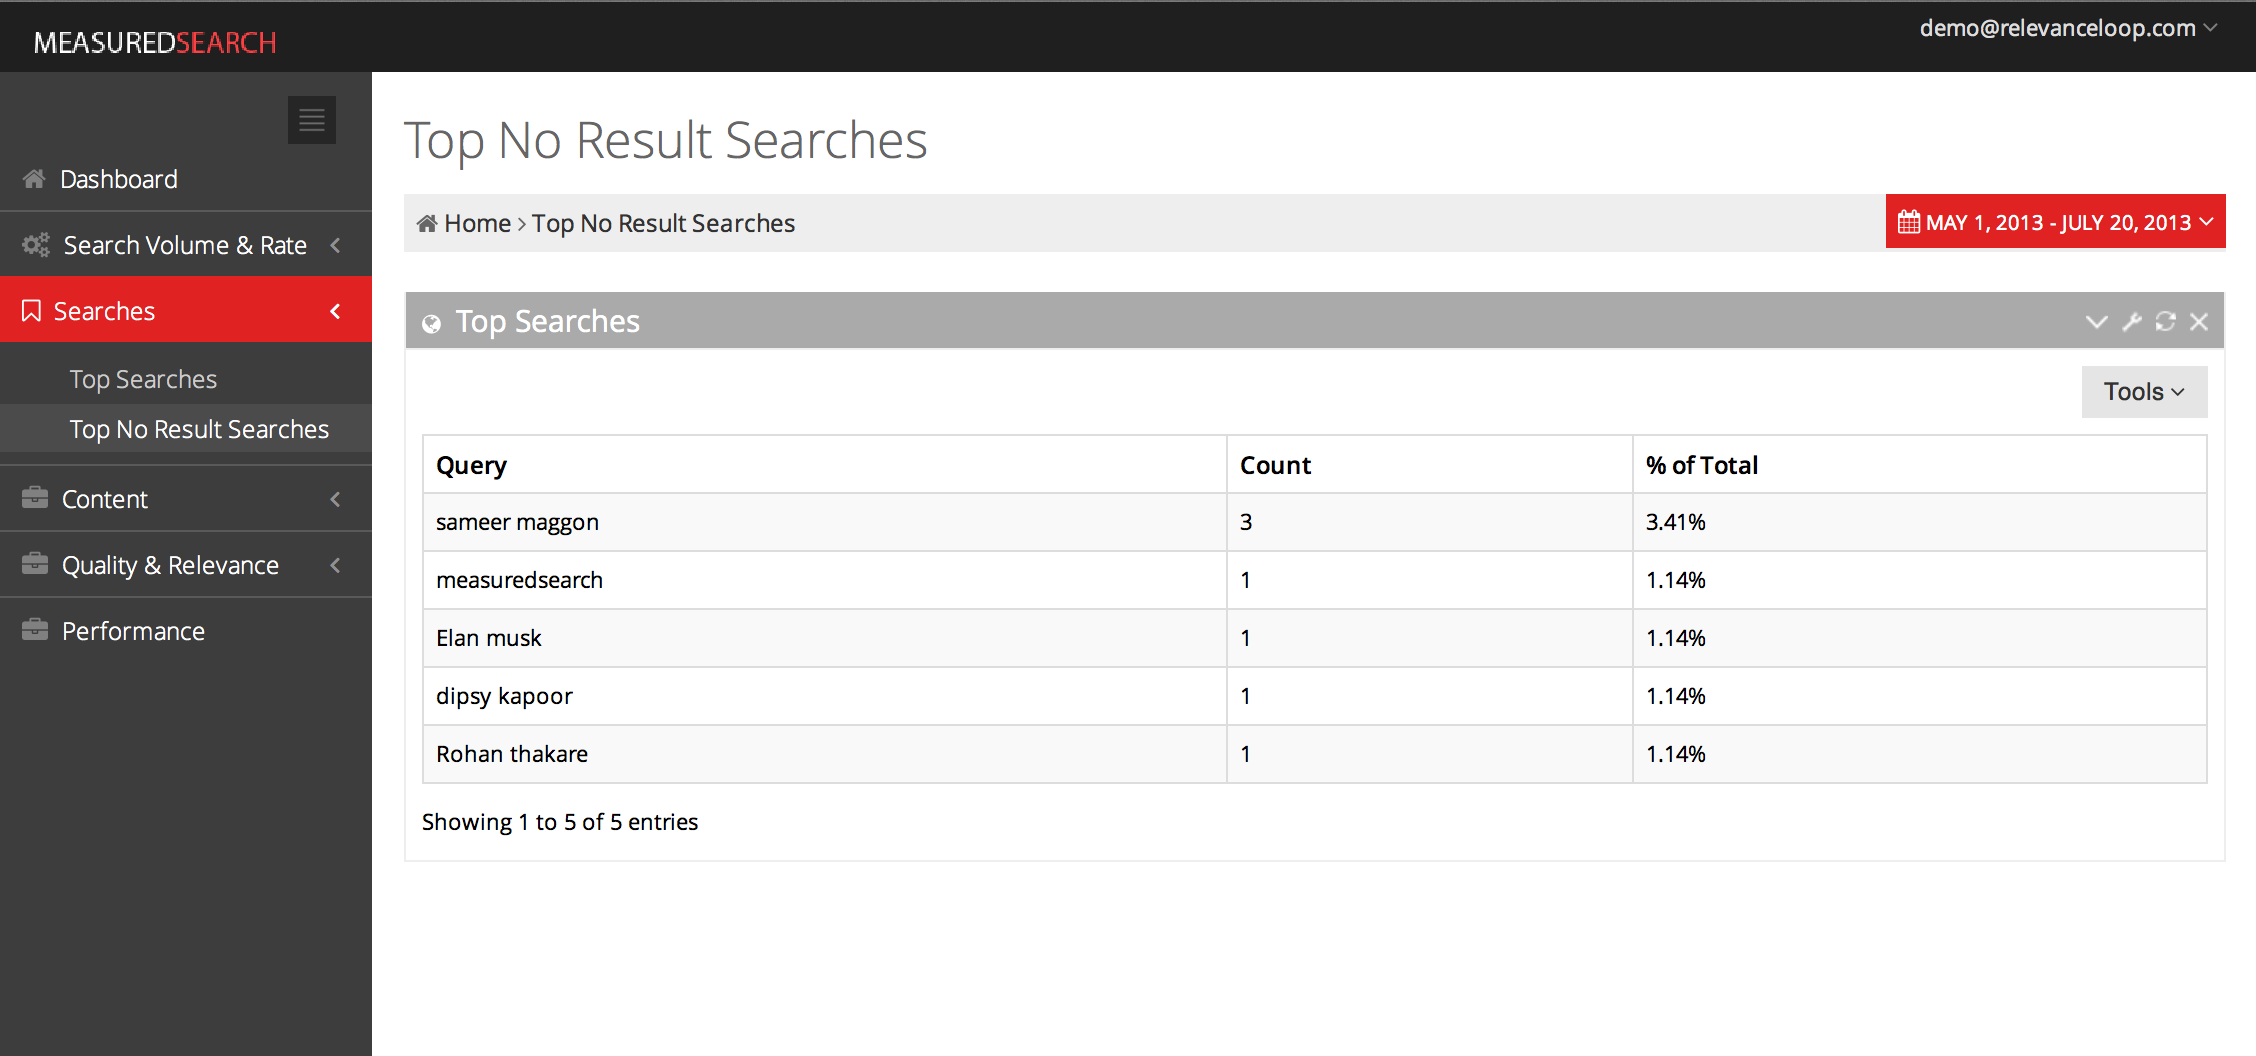 MEASUREDSEARCH
demo@relevanceloop.com
Dashboard
Search Volume & Rate
Searches
Top Searches
Top No Result Searches
Content
Quality & Relevance
Performance
Top No Result Searches
Home > Top No Result Searches
MAY 1, 2013 - JULY 20, 2013
Top Searches
Tools
Query Count % of Total
sameer maggon 3 3.41%
measuredsearch 1 1.14%
Elan musk 1 1.14%
dipsy kapoor 1 1.14%
Rohan thakare 1 1.14%
Showing 1 to 5 of 5 entries